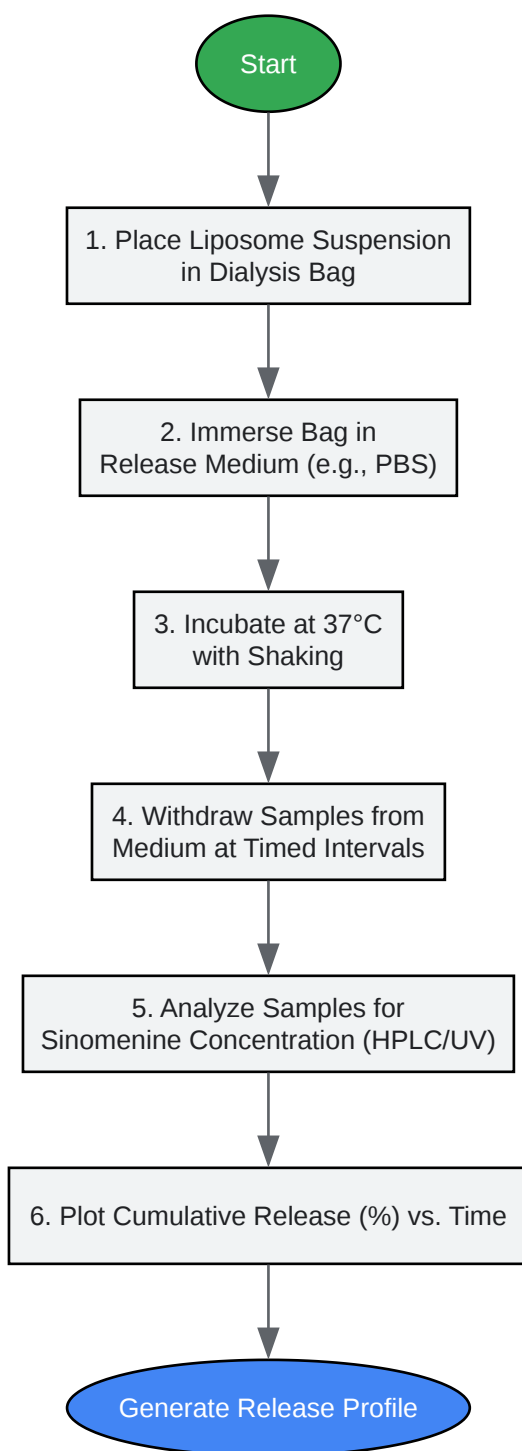 Start
1. Place Liposome Suspension
in Dialysis Bag
2. Immerse Bag in
Release Medium (e.g., PBS)
3. Incubate at 37°C
with Shaking
4. Withdraw Samples from
Medium at Timed Intervals
5. Analyze Samples for
Sinomenine Concentration (HPLC/UV)
6. Plot Cumulative Release (%) vs. Time
Generate Release Profile